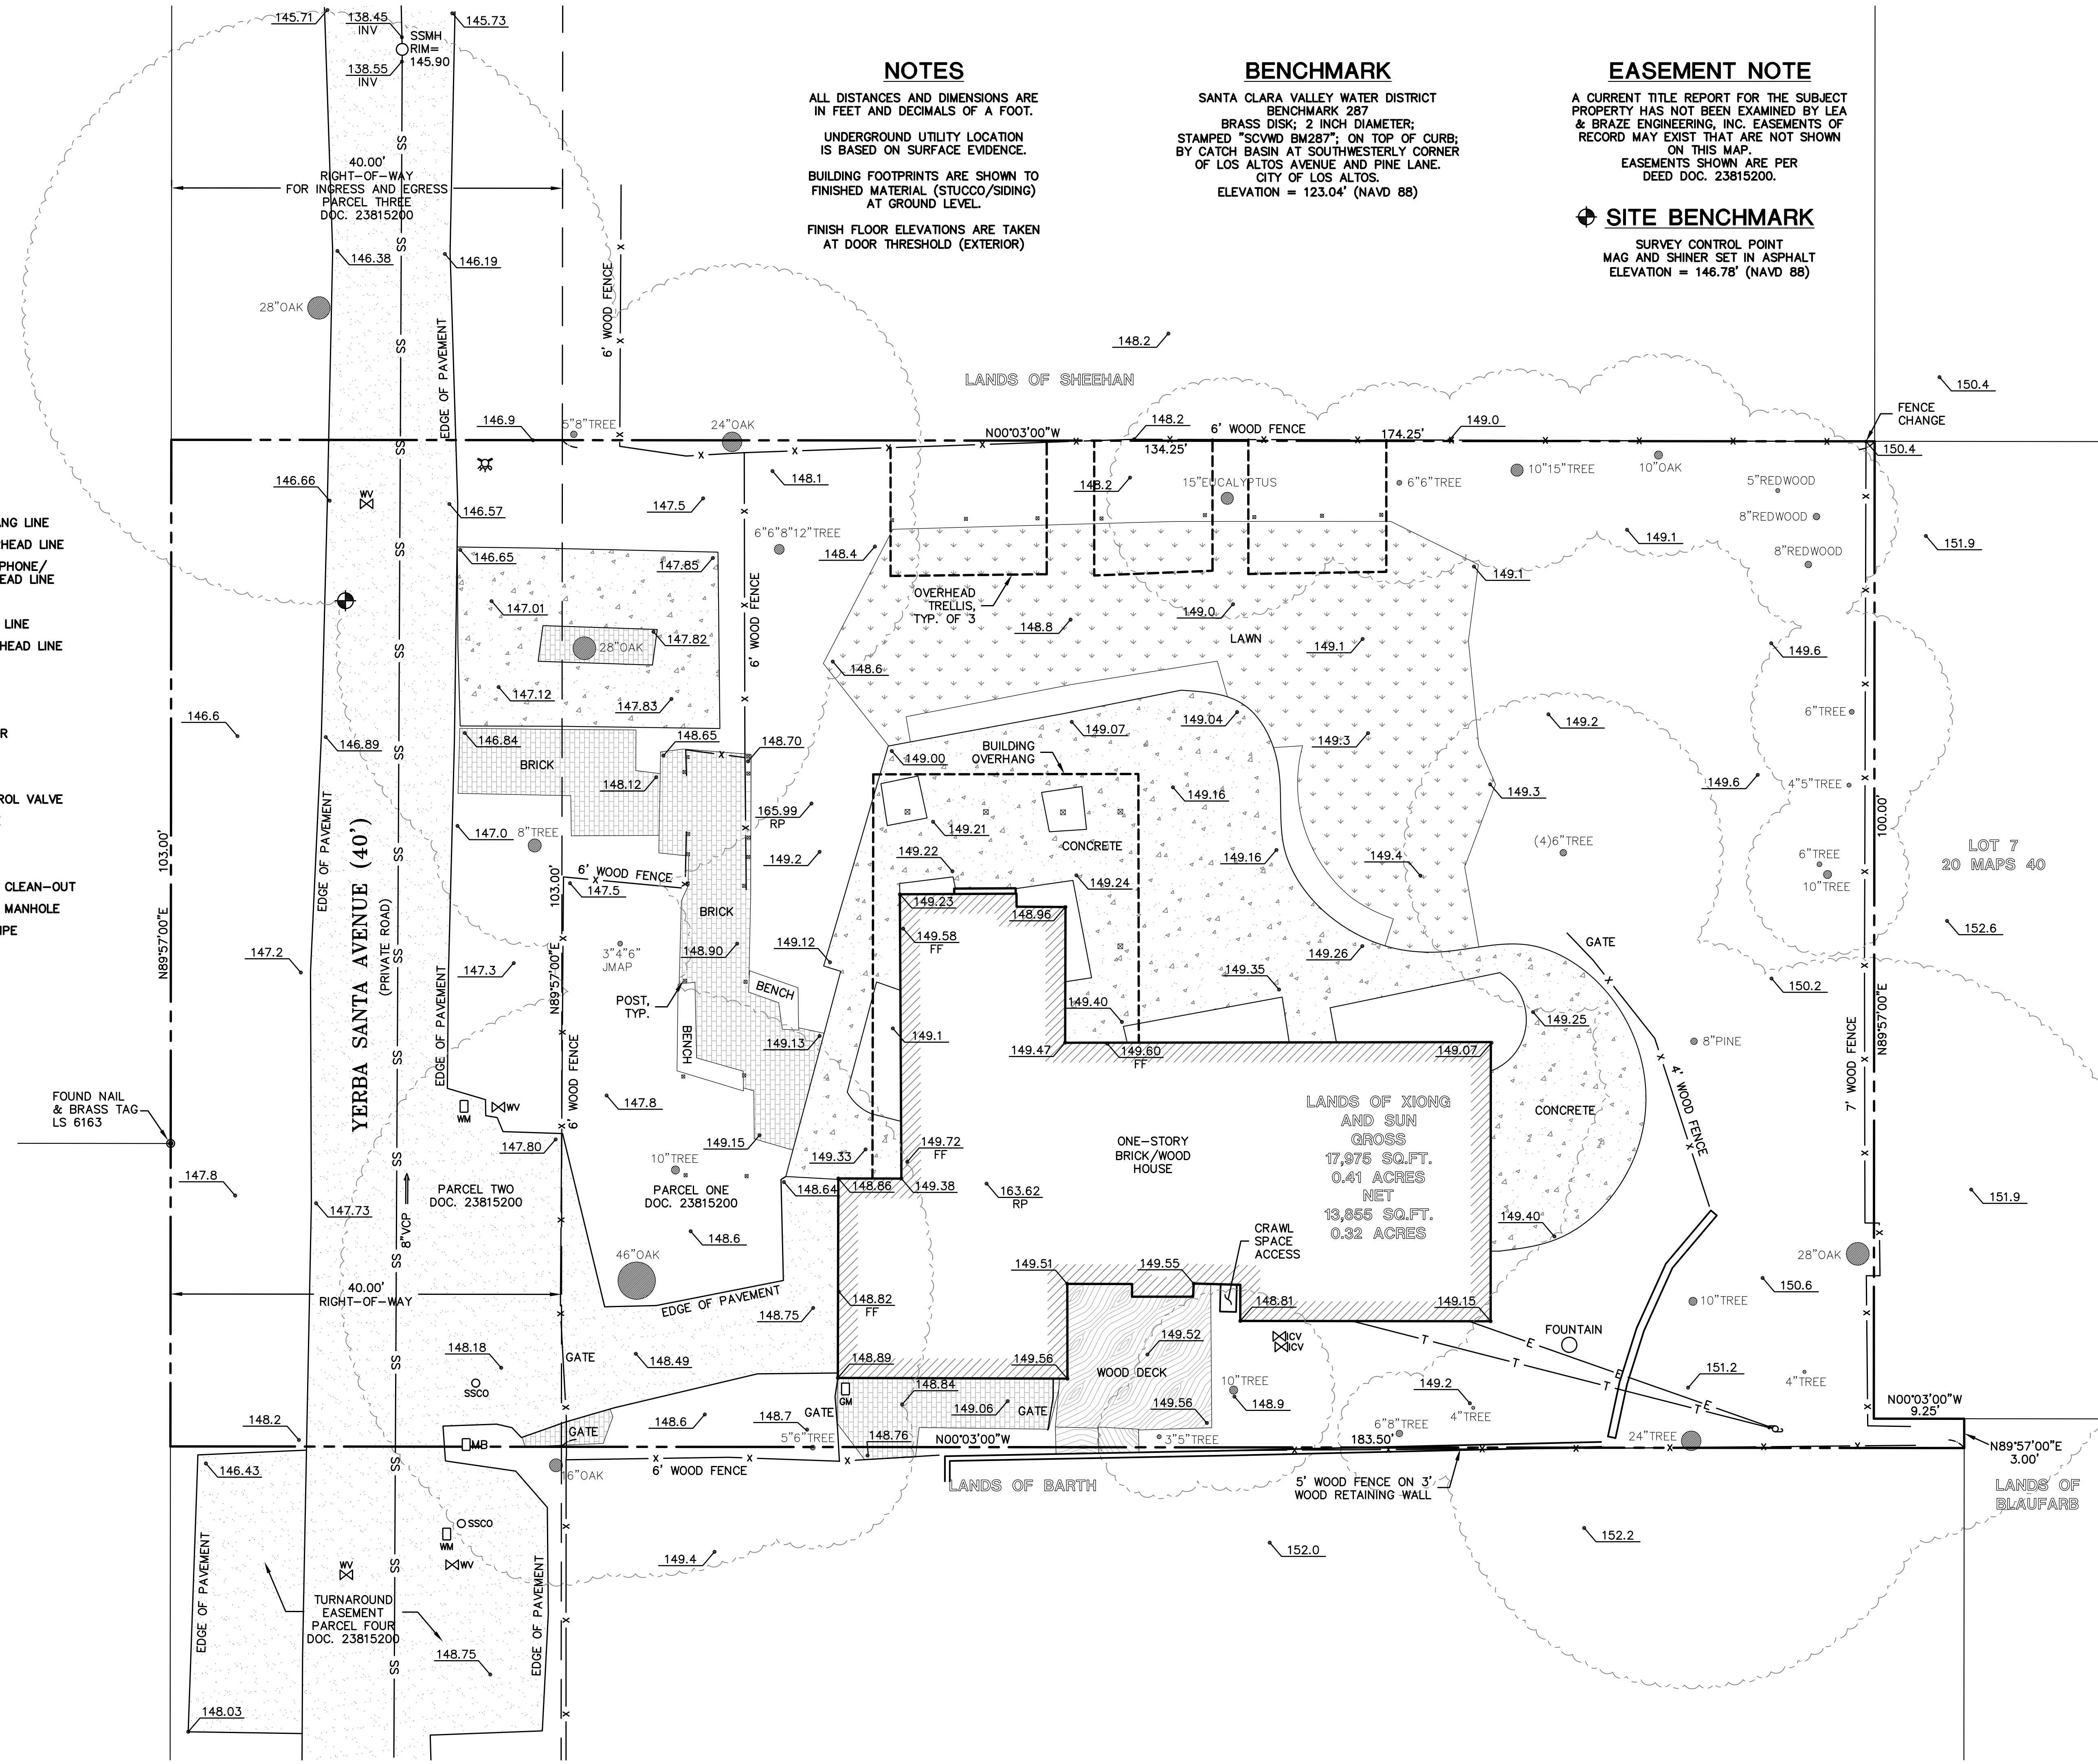 145.71
138.45
INV
145.73
SSMH
RIM=
145.90
138.55
INV
NOTES
ALL DISTANCES AND DIMENSIONS ARE
IN FEET AND DECIMALS OF A FOOT.
UNDERGROUND UTILITY LOCATION
IS BASED ON SURFACE EVIDENCE.
BUILDING FOOTPRINTS ARE SHOWN TO
FINISHED MATERIAL (STUCCO/SIDING)
AT GROUND LEVEL.
FINISH FLOOR ELEVATIONS ARE TAKEN
AT DOOR THRESHOLD (EXTERIOR)
BENCHMARK
SANTA CLARA VALLEY WATER DISTRICT
BENCHMARK 287
BRASS DISK; 2 INCH DIAMETER;
STAMPED "SCVWD BM287"; ON TOP OF CURB;
BY CATCH BASIN AT SOUTHWESTERLY CORNER
OF LOS ALTOS AVENUE AND PINE LANE.
CITY OF LOS ALTOS.
ELEVATION = 123.04' (NAVD 88)
EASEMENT NOTE
A CURRENT TITLE REPORT FOR THE SUBJECT
PROPERTY HAS NOT BEEN EXAMINED BY LEA
& BRAZE ENGINEERING, INC. EASEMENTS OF
RECORD MAY EXIST THAT ARE NOT SHOWN
ON THIS MAP.
EASEMENTS SHOWN ARE PER
DEED DOC. 23815200.
SITE BENCHMARK
SURVEY CONTROL POINT
MAG AND SHINER SET IN ASPHALT
ELEVATION = 146.78' (NAVD 88)
40.00'
RIGHT-OF-WAY
FOR INGRESS AND EGRESS
PARCEL THREE
DOC. 23815200
SS
SS
146.38
146.19
28"OAK
EDGE OF PAVEMENT
6' WOOD FENCE
148.2
LANDS OF SHEEHAN
150.4
FENCE
CHANGE
146.9
5"8"TREE
24"OAK
N00°03'00"W
134.25'
148.2
6' WOOD FENCE
174.25'
149.0
150.4
146.66
WV
146.57
147.5
148.1
148.2
15"EUCALYPTUS
6"6"TREE
10"15"TREE
10"OAK
5"REDWOOD
8"REDWOOD
8"REDWOOD
6"6"8"12"TREE
148.4
149.1
151.9
ANG LINE
HEAD LINE
PHONE/
EAD LINE
LINE
HEAD LINE
R
ROL VALVE
CLEAN-OUT
MANHOLE
IPE
146.65
147.85
147.01
147.82
28"OAK
147.12
147.83
6' WOOD FENCE
OVERHEAD
TRELLIS,
TYP. OF 3
148.8
149.0
LAWN
149.1
149.1
148.6
149.6
146.6
146.89
146.84
BRICK
148.65
148.70
148.12
BUILDING
OVERHANG
149.00
149.07
149.04
149.3
149.2
6"TREE
4"5"TREE
149.6
149.3
165.99
RP
149.16
149.21
149.22
CONCRETE
149.16
149.4
(4)6"TREE
6"TREE
10"TREE
100.00'
LOT 7
20 MAPS 40
147.0
8"TREE
149.2
6' WOOD FENCE
147.5
103.00'
EDGE OF PAVEMENT
YERBA SANTA AVENUE (40')
(PRIVATE ROAD)
103.00'
N89°57'00"E
N89°57'00"E
BRICK
149.23
149.24
148.96
149.58
FF
149.12
148.90
3"4"6"
JMAP
147.2
147.3
GATE
149.26
149.35
152.6
POST,
TYP.
BENCH
BENCH
149.40
150.2
149.25
8"PINE
N89°57'00"E
7' WOOD FENCE
149.13
149.1
149.47
149.60
FF
149.07
EDGE OF PAVEMENT
6' WOOD FENCE
FOUND NAIL
& BRASS TAG
LS 6163
WM
WV
147.8
147.80
149.15
149.33
149.72
FF
ONE-STORY
BRICK/WOOD
HOUSE
LANDS OF XIONG
AND SUN
GROSS
17,975 SQ.FT.
0.41 ACRES
NET
13,855 SQ.FT.
0.32 ACRES
CONCRETE
4' WOOD FENCE
147.8
147.73
8"VCP
PARCEL TWO
DOC. 23815200
10"TREE
PARCEL ONE
DOC. 23815200
148.64
148.86
149.38
163.62
RP
149.40
151.9
148.6
46"OAK
CRAWL
SPACE
ACCESS
28"OAK
40.00'
RIGHT-OF-WAY
EDGE OF PAVEMENT
148.75
148.82
FF
149.51
149.55
148.81
149.15
150.6
10"TREE
148.18
SSCO
GATE
148.49
148.89
149.56
149.52
WOOD DECK
ICV
ICV
FOUNTAIN
T
E
151.2
4"TREE
GM
148.84
149.06
GATE
149.56
10"TREE
148.9
149.2
4"TREE
6"8"TREE
N00°03'00"W
9.25'
148.2
MB
GATE
148.6
148.7
GATE
5"6"TREE
148.76
N00°03'00"W
3"5"TREE
183.50'
24"TREE
N89°57'00"E
3.00'
146.43
16"OAK
6' WOOD FENCE
LANDS OF BARTH
5' WOOD FENCE ON 3'
WOOD RETAINING WALL
LANDS OF
BLAUFARB
SSCO
WM
WV
WV
149.4
152.0
152.2
EDGE OF PAVEMENT
TURNAROUND
EASEMENT
PARCEL FOUR
DOC. 23815200
148.75
EDGE OF PAVEMENT
148.03